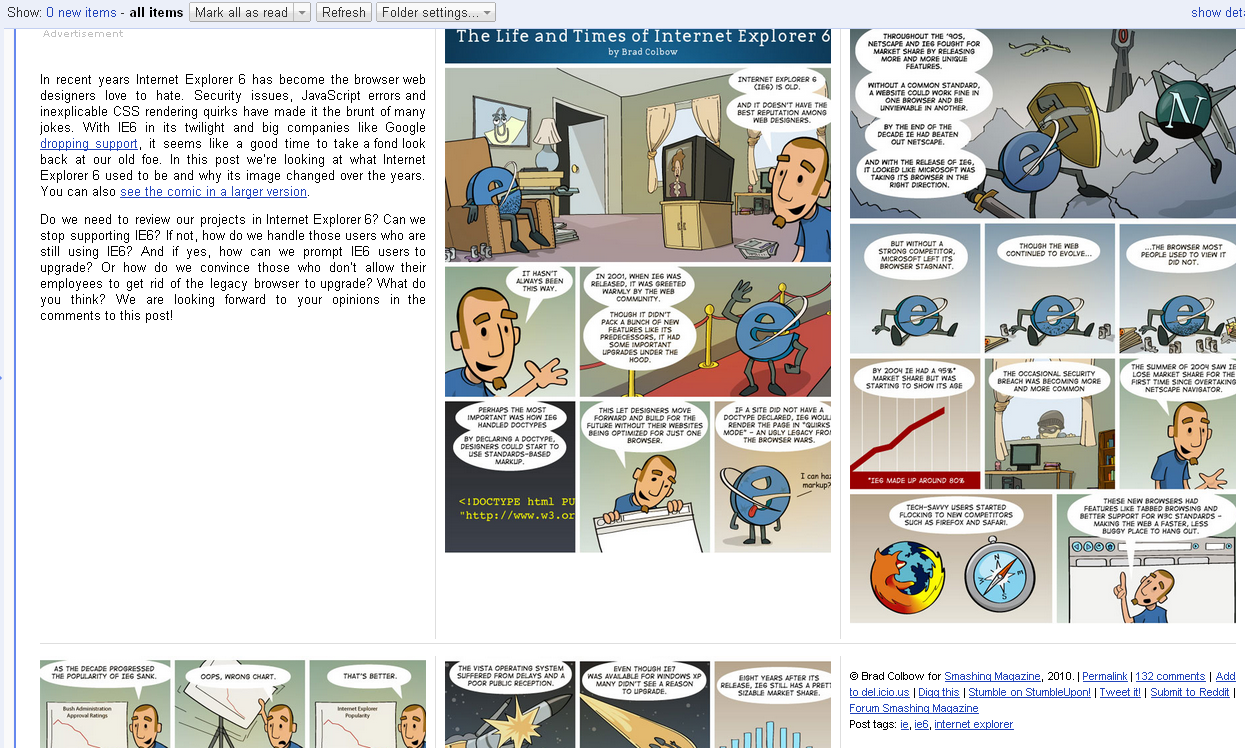 Show: 0 new items - all items Mark all as read Refresh Folder settings... show deta
Advertisement
In recent years Internet Explorer 6 has become the browser web
designers love to hate. Security issues, JavaScript errors and
inexplicable CSS rendering quirks have made it the brunt of many
jokes. With IE6 in its twilight and big companies like Google
dropping support, it seems like a good time to take a fond look
back at our old foe. In this post we're looking at what Internet
Explorer 6 used to be and why its image changed over the years.
You can also see the comic in a larger version.
Do we need to review our projects in Internet Explorer 6? Can we
stop supporting IE6? If not, how do we handle those users who are
still using IE6? And if yes, how can we prompt IE6 users to
upgrade? Or how do we convince those who don't allow their
employees to get rid of the legacy browser to upgrade? What do
you think? We are looking forward to your opinions in the
comments to this post!
The Life and Times of Internet Explorer 6
by Brad Colbow
INTERNET EXPLORER 6
(IE6) IS OLD.
AND IT DOESN'T HAVE THE
BEST REPUTATION AMONG
WEB DESIGNERS.
IT HASN'T
ALWAYS BEEN
THIS WAY.
IN 2001, WHEN IE6 WAS
RELEASED, IT WAS GREETED
WARMLY BY THE WEB
COMMUNITY.
THOUGH IT DIDN'T
PACK A BUNCH OF NEW
FEATURES LIKE ITS
PREDECESSORS, IT HAD
SOME IMPORTANT
UPGRADES UNDER THE
HOOD.
PERHAPS THE MOST
IMPORTANT WAS HOW IE6
HANDLED DOCTYPES
BY DECLARING A DOCTYPE,
DESIGNERS COULD START TO
USE STANDARDS-BASED
MARKUP.
<!DOCTYPE html PU
"http://www.w3.or
THIS LET DESIGNERS MOVE
FORWARD AND BUILD FOR THE
FUTURE WITHOUT THEIR WEBSITES
BEING OPTIMIZED FOR JUST ONE
BROWSER.
IF A SITE DID NOT HAVE A
DOCTYPE DECLARED, IE6 WOUL
RENDER THE PAGE IN "QUIRKS
MODE" - AN UGLY LEGACY FROM
THE BROWSER WARS.
I can haz
markup?
THROUGHOUT THE '90S,
NETSCAPE AND IE6 FOUGHT FOR
MARKET SHARE BY RELEASING
MORE AND MORE UNIQUE
FEATURES.
WITHOUT A COMMON STANDARD,
A WEBSITE COULD WORK FINE IN
ONE BROWSER AND BE
UNVIEWABLE IN ANOTHER.
BY THE END OF THE
DECADE IE HAD BEATEN
OUT NETSCAPE.
AND WITH THE RELEASE OF IE6,
IT LOOKED LIKE MICROSOFT WAS
TAKING ITS BROWSER IN THE
RIGHT DIRECTION.
N
BUT WITHOUT A
STRONG COMPETITOR,
MICROSOFT LEFT ITS
BROWSER STAGNANT.
THOUGH THE WEB
CONTINUED TO EVOLVE...
...THE BROWSER MOST
PEOPLE USED TO VIEW IT
DID NOT.
BY 2004 IE HAD A 95%*
MARKET SHARE BUT WAS
STARTING TO SHOW ITS AGE
*IE6 MADE UP AROUND 80%
THE OCCASIONAL SECURITY
BREACH WAS BECOMING MORE
AND MORE COMMON
THE SUMMER OF 2004 SAW IE
LOSE MARKET SHARE FOR THE
FIRST TIME SINCE OVERTAKING
NETSCAPE NAVIGATOR.
TECH-SAVVY USERS STARTED
FLOCKING TO NEW COMPETITORS
SUCH AS FIREFOX AND SAFARI.
N
E
S
THESE NEW BROWSERS HAD
FEATURES LIKE TABBED BROWSING AND
BETTER SUPPORT FOR W3C STANDARDS -
MAKING THE WEB A FASTER, LESS
BUGGY PLACE TO HANG OUT.
AS THE DECADE PROGRESSED
THE POPULARITY OF IE6 SANK.
Bush Administration
Approval Ratings
OOPS, WRONG CHART.
THAT'S BETTER.
Internet Explorer
Popularity
THE VISTA OPERATING SYSTEM
SUFFERED FROM DELAYS AND A
POOR PUBLIC RECEPTION.
EVEN THOUGH IE7
WAS AVAILABLE FOR WINDOWS XP
MANY DIDN'T SEE A REASON
TO UPGRADE.
EIGHT YEARS AFTER ITS
RELEASE, IE6 STILL HAS A PRETT
SIZABLE MARKET SHARE.
© Brad Colbow for Smashing Magazine, 2010. | Permalink | 132 comments | Add
to del.icio.us | Digg this | Stumble on StumbleUpon! | Tweet it! | Submit to Reddit |
Forum Smashing Magazine
Post tags: ie, ie6, internet explorer